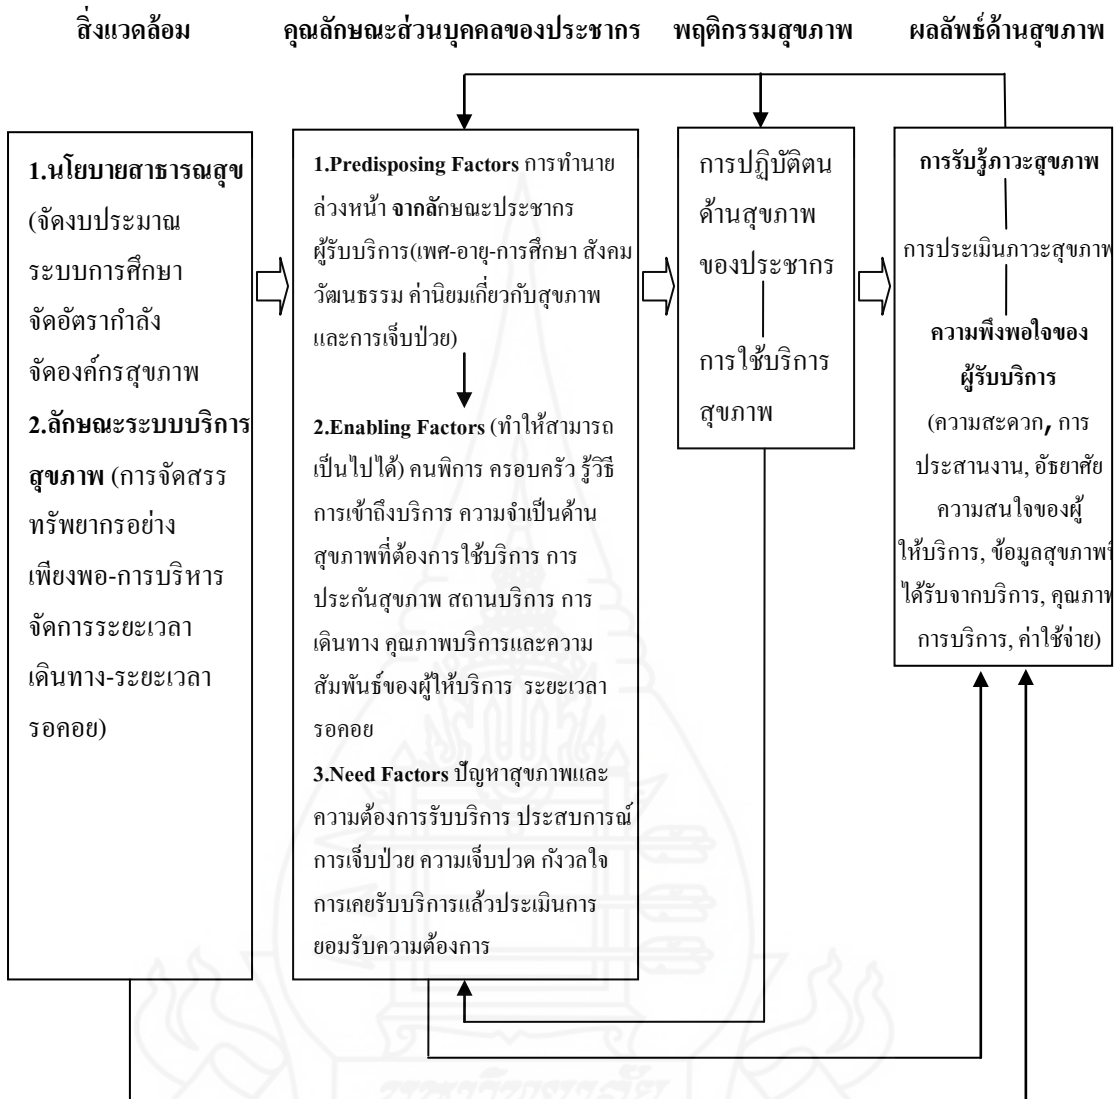 สิ่งแวดล้อม
คุณลักษณะส่วนบุคคลของประชากร
พฤติกรรมสุขภาพ
ผลลัพธ์ด้านสุขภาพ
1.นโยบายสาธารณสุข
(จัดงบประมาณ
ระบบการศึกษา
จัดอัตรากำลัง
จัดองค์กรสุขภาพ
2.ลักษณะระบบบริการ
สุขภาพ (การจัดสรร
ทรัพยากรอย่าง
เพียงพอ-การบริหาร
จัดการระยะเวลา
เดินทาง-ระยะเวลา
รอคอย)
1.Predisposing Factors การทำนาย
ล่วงหน้า จากลักษณะประชากร
ผู้รับบริการ(เพศ-อายุ-การศึกษา สังคม
วัฒนธรรม ค่านิยมเกี่ยวกับสุขภาพ
และการเจ็บป่วย)
2.Enabling Factors (ทำให้สามารถ
เป็นไปได้) คนพิการ ครอบครัว รู้วิธี
การเข้าถึงบริการ ความจำเป็นด้าน
สุขภาพที่ต้องการใช้บริการ การ
ประกันสุขภาพ สถานบริการ การ
เดินทาง คุณภาพบริการและความ
สัมพันธ์ของผู้ให้บริการ ระยะเวลา
รอคอย
3.Need Factors ปัญหาสุขภาพและ
ความต้องการรับบริการ ประสบการณ์
การเจ็บป่วย ความเจ็บปวด กังวลใจ
การเคยรับบริการแล้วประเมินการ
ยอมรับความต้องการ
การปฏิบัติตน
ด้านสุขภาพ
ของประชากร
การใช้บริการ
สุขภาพ
การรับรู้ภาวะสุขภาพ
การประเมินภาวะสุขภาพ
ความพึงพอใจของ
ผู้รับบริการ
(ความสะดวก, การ
ประสานงาน, อัธยาศัย
ความสนใจของผู้
ให้บริการ, ข้อมูลสุขภาพ
ได้รับจากบริการ, คุณภาพ
การบริการ, ค่าใช้จ่าย)